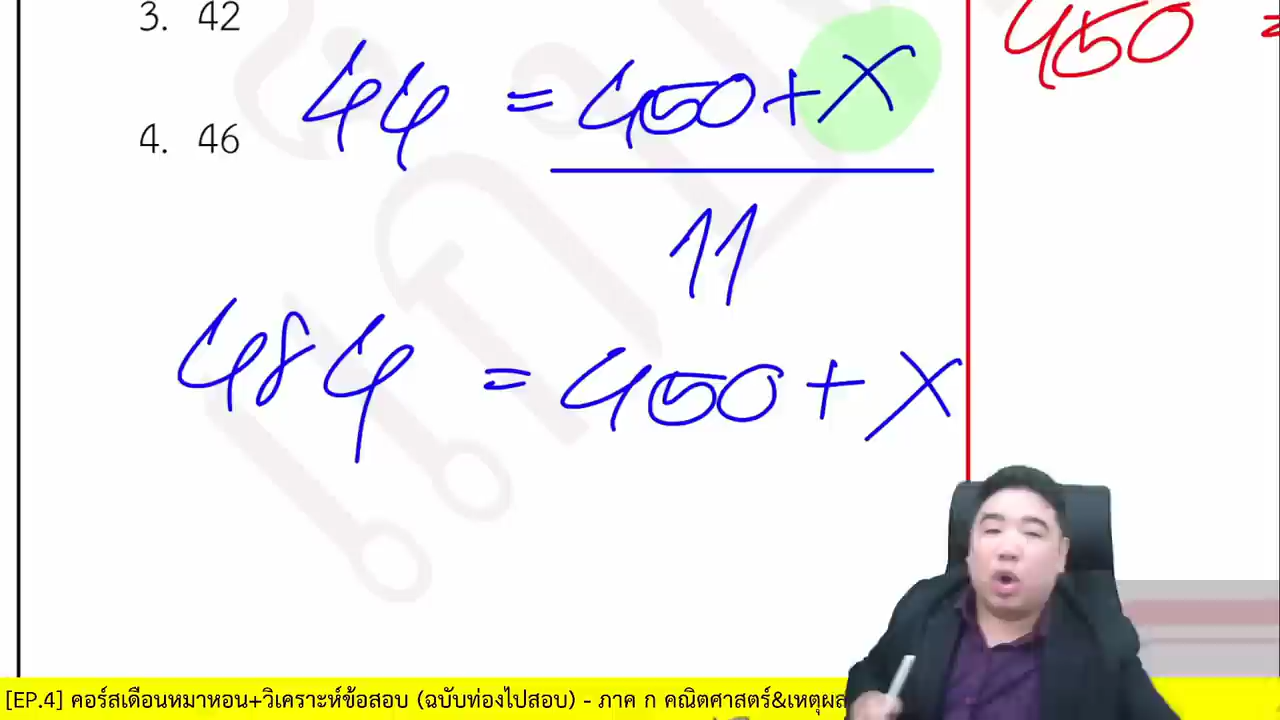 3. 42
450 =
44 = 450 + X
4. 46
11
484 = 450 + X
[EP.4] คอร์สเดือนหมาหอน+วิเคราะห์ข้อสอบ (ฉบับท่องไปสอบ) - ภาค ก คณิตศาสตร์&เหตุผล